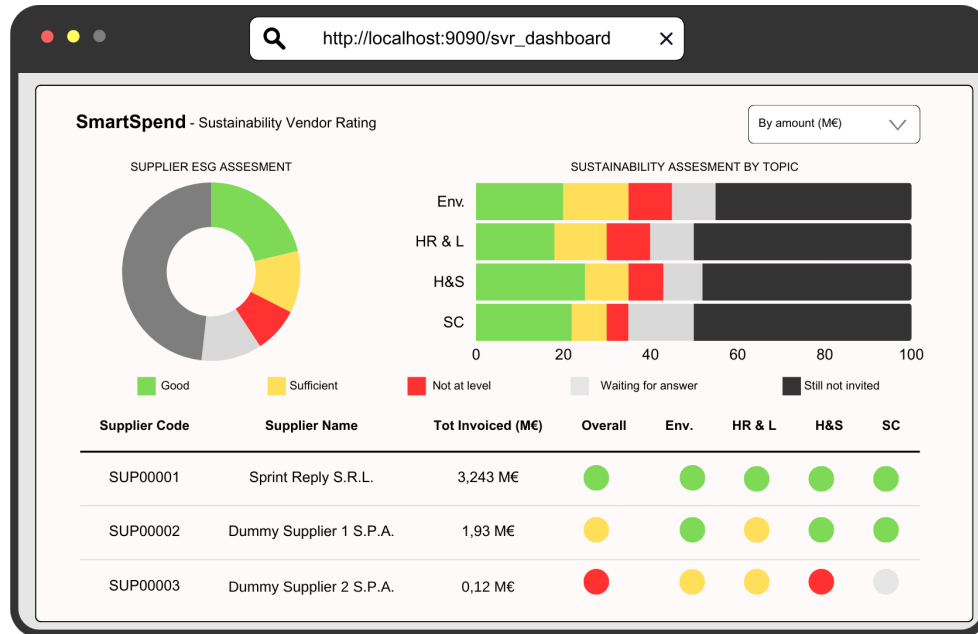 http://localhost:9090/svr_dashboard
SmartSpend - Sustainability Vendor Rating
By amount (M€)
SUPPLIER ESG ASSESMENT
SUSTAINABILITY ASSESMENT BY TOPIC
Env.
HR & L
H&S
SC
0 20 40 60 80 100
Good Sufficient Not at level Waiting for answer Still not invited
Supplier Code Supplier Name Tot Invoiced (M€) Overall Env. HR & L H&S SC
SUP00001 Sprint Reply S.R.L. 3,243 M€
SUP00002 Dummy Supplier 1 S.P.A. 1,93 M€
SUP00003 Dummy Supplier 2 S.P.A. 0,12 M€